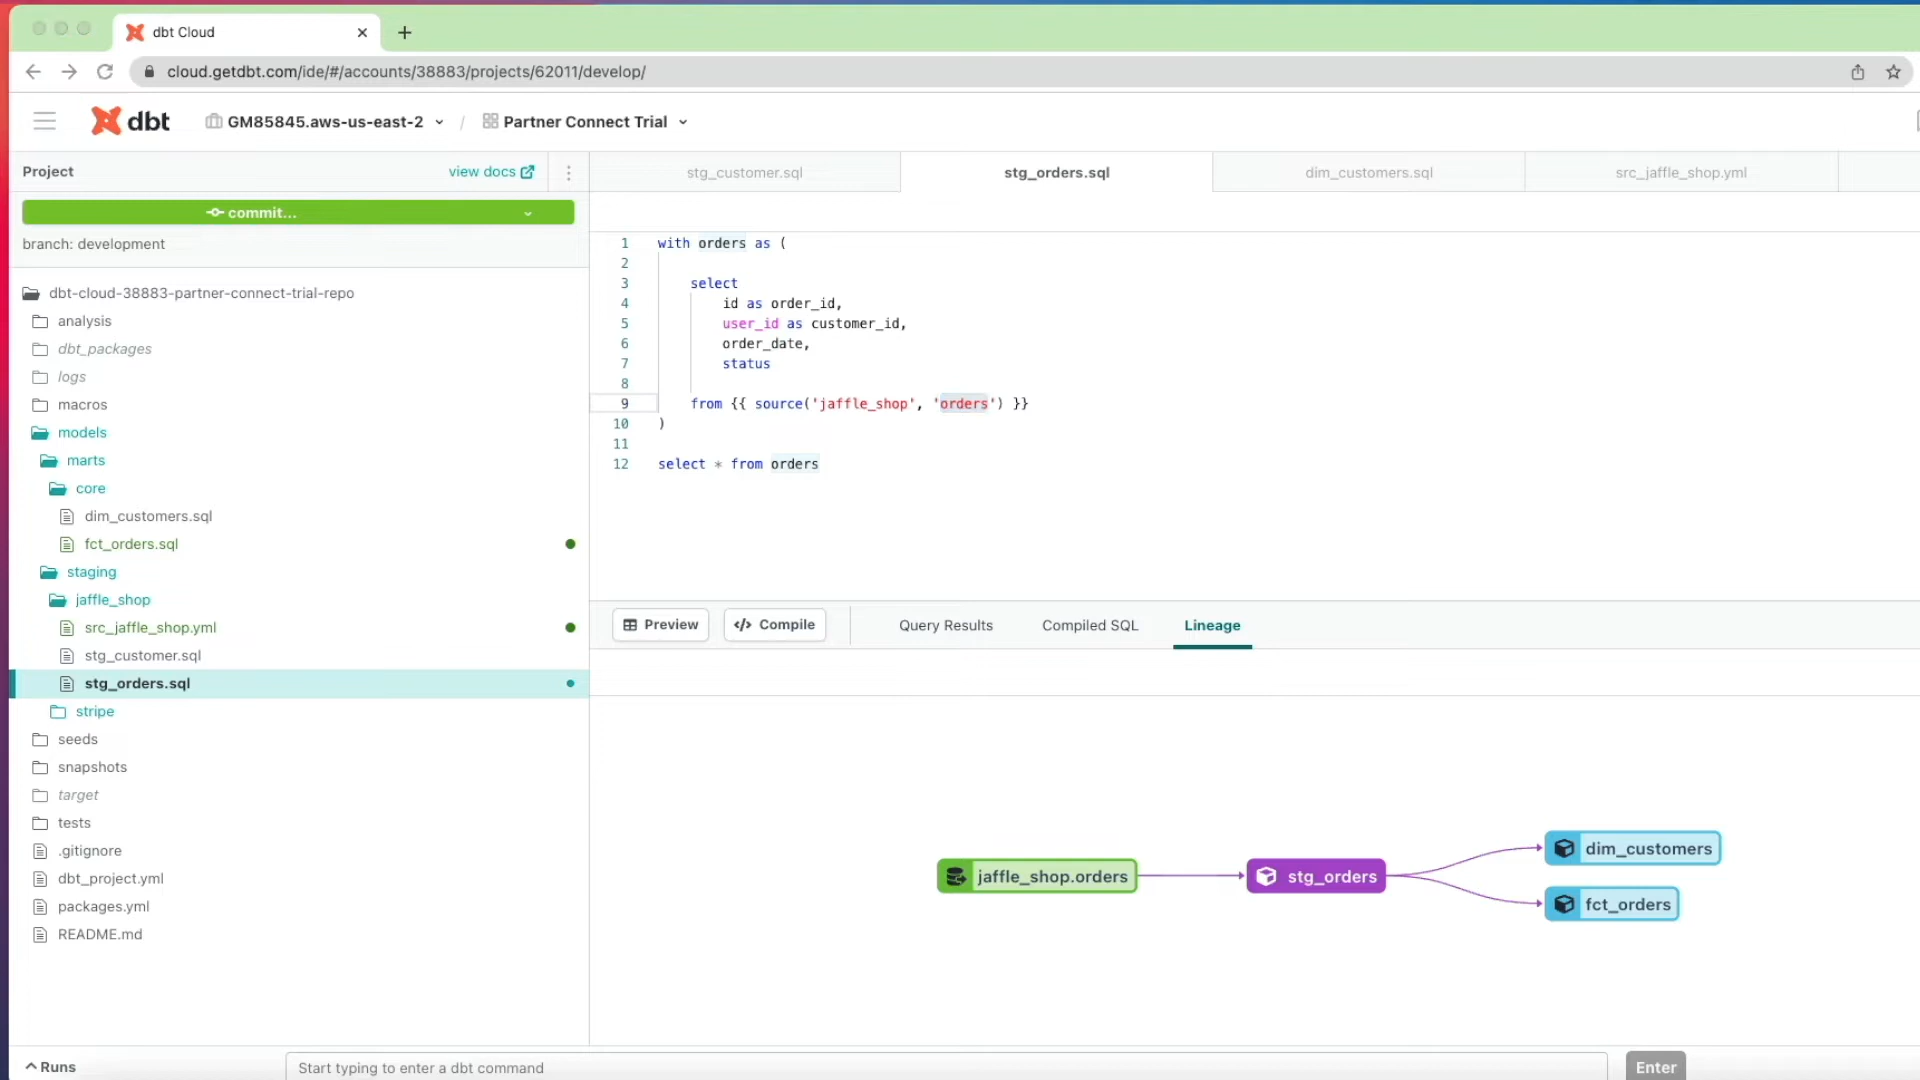 dbt Cloud
cloud.getdbt.com/ide/#/accounts/38883/projects/62011/develop/
dbt GM85845.aws-us-east-2 / Partner Connect Trial
Project view docs
commit...
branch: development
dbt-cloud-38883-partner-connect-trial-repo
analysis
dbt_packages
logs
macros
models
marts
core
dim_customers.sql
fct_orders.sql
staging
jaffle_shop
src_jaffle_shop.yml
stg_customer.sql
stg_orders.sql
stripe
seeds
snapshots
target
tests
.gitignore
dbt_project.yml
packages.yml
README.md
stg_customer.sql stg_orders.sql dim_customers.sql src_jaffle_shop.yml
1 with orders as (
2
3 select
4 id as order_id,
5 user_id as customer_id,
6 order_date,
7 status
8
9 from {{ source('jaffle_shop', 'orders') }}
10 )
11
12 select * from orders
Preview </> Compile Query Results Compiled SQL Lineage
jaffle_shop.orders
stg_orders
dim_customers
fct_orders
Runs
Start typing to enter a dbt command
Enter